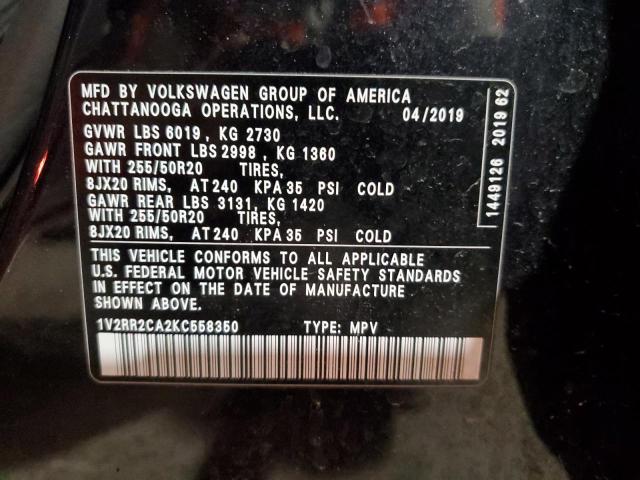 MFD BY VOLKSWAGEN GROUP OF AMERICA
CHATTANOOGA OPERATIONS, LLC. 04/2019
GVWR LBS 6019, KG 2730
GAWR FRONT LBS 2998, KG 1360
WITH 255/50R20 TIRES,
8JX20 RIMS, AT 240 KPA 35 PSI COLD
GAWR REAR LBS 3131, KG 1420
WITH 255/50R20 TIRES,
8JX20 RIMS, AT 240 KPA 35 PSI COLD
THIS VEHICLE CONFORMS TO ALL APPLICABLE
U.S. FEDERAL MOTOR VEHICLE SAFETY STANDARDS
IN EFFECT ON THE DATE OF MANUFACTURE
SHOWN ABOVE.
1V2RR2CA2KC558350 TYPE: MPV
1449126 2019 62